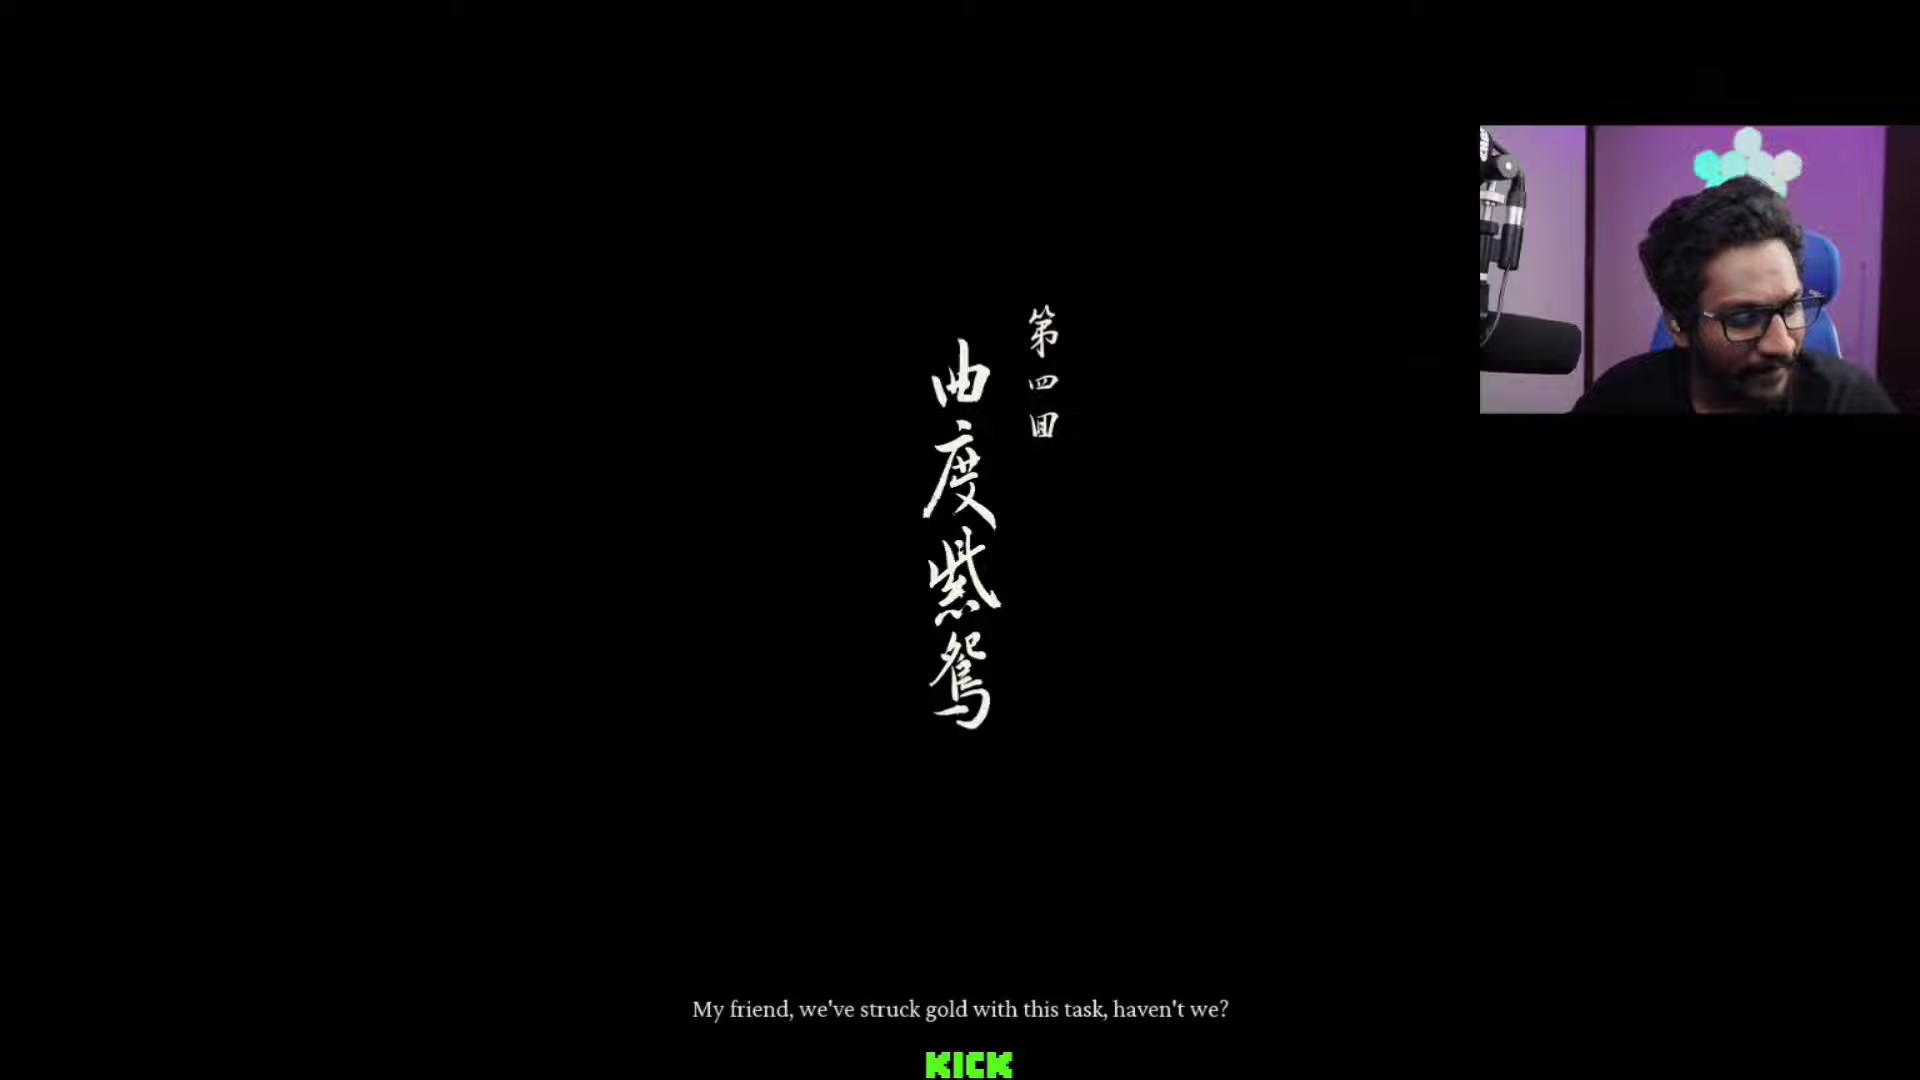 第四回
曲度紫鴛
My friend, we've struck gold with this task, haven't we?
KICK